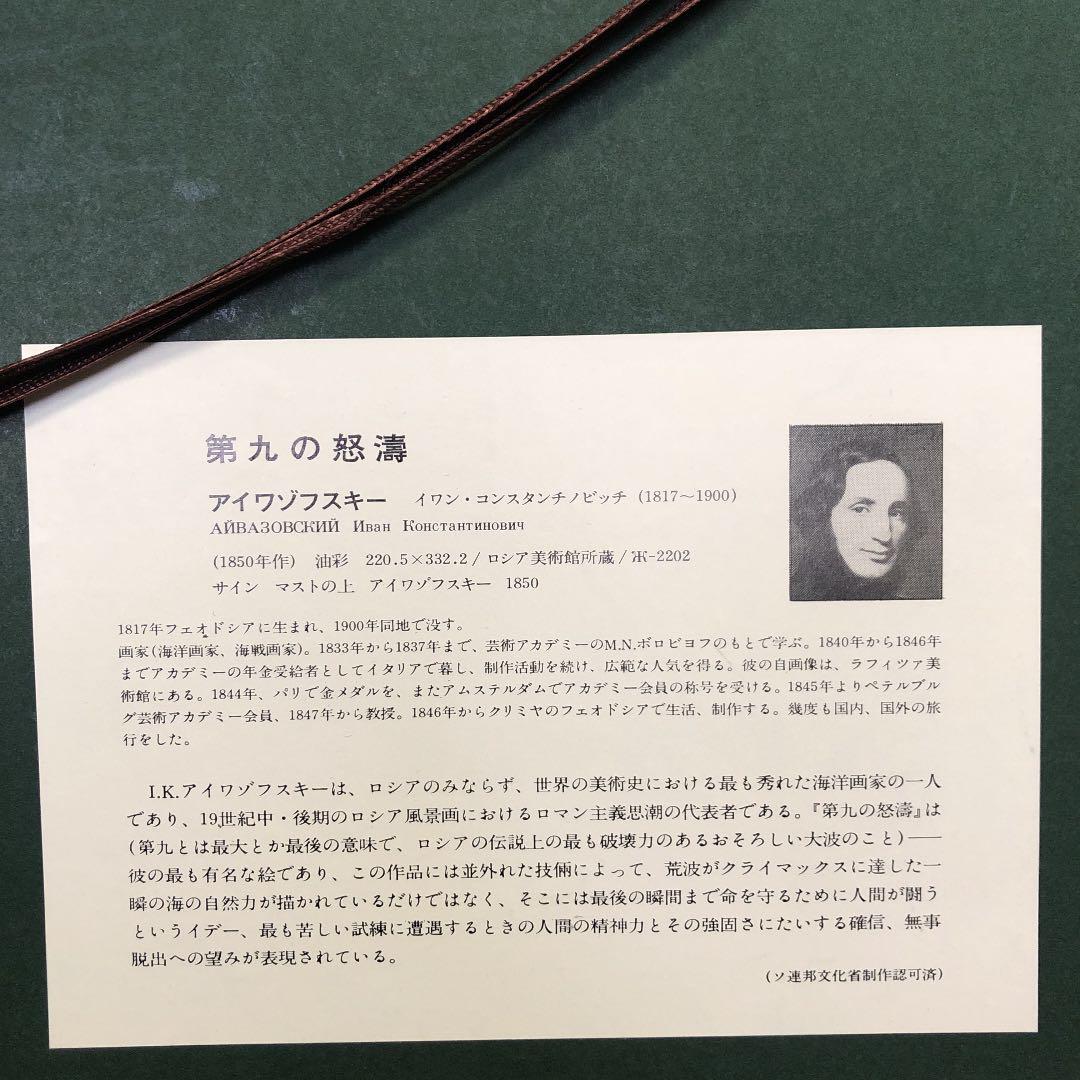 第九の怒濤
アイワゾフスキー イワン・コンスタンチノビッチ (1817〜1900)
АЙВАЗОВСКИЙ Иван Константинович
(1850年作) 油彩 220.5×332.2 / ロシア美術館所蔵 / Ж-2202
サイン マストの上 アイワゾフスキー 1850
1817年フェオドシアに生まれ、1900年同地で没す。
画家(海洋画家、海戦画家)。1833年から1837年まで、芸術アカデミーのM.N.ボロビヨフのもとで学ぶ。1840年から1846年
までアカデミーの年金受給者としてイタリアで暮し、制作活動を続け、広範な人気を得る。彼の自画像は、ラフィツァ美
術館にある。1844年、パリで金メダルを、またアムステルダムでアカデミー会員の称号を受ける。1845年よりペテルブル
グ芸術アカデミー会員、1847年から教授。1846年からクリミヤのフェオドシアで生活、制作する。幾度も国内、国外の旅
行をした。
I.K.アイワゾフスキーは、ロシアのみならず、世界の美術史における最も秀れた海洋画家の一人
であり、19世紀中・後期のロシア風景画におけるロマン主義思潮の代表者である。『第九の怒濤』は
(第九とは最大とか最後の意味で、ロシアの伝説上の最も破壊力のあるおそろしい大波のこと)——
彼の最も有名な絵であり、この作品には並外れた技倆によって、荒波がクライマックスに達した一
瞬の海の自然力が描かれているだけではなく、そこには最後の瞬間まで命を守るために人間が闘う
というイデー、最も苦しい試練に遭遇するときの人間の精神力とその強固さにたいする確信、無事
脱出への望みが表現されている。
(ソ連邦文化省制作認可済)